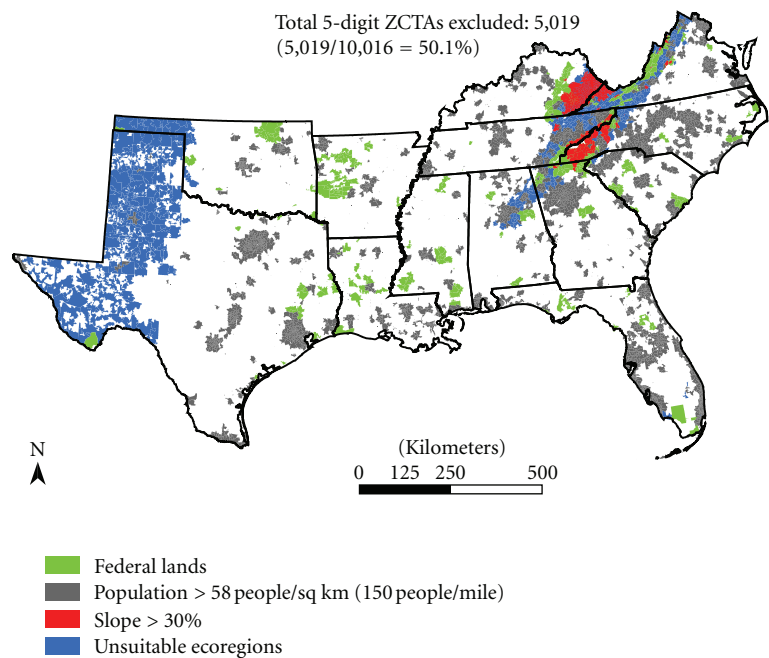 Total 5-digit ZCTAs excluded: 5,019
(5,019/10,016 = 50.1%)
N
(Kilometers)
0 125 250 500
Federal lands
Population > 58 people/sq km (150 people/mile)
Slope > 30%
Unsuitable ecoregions